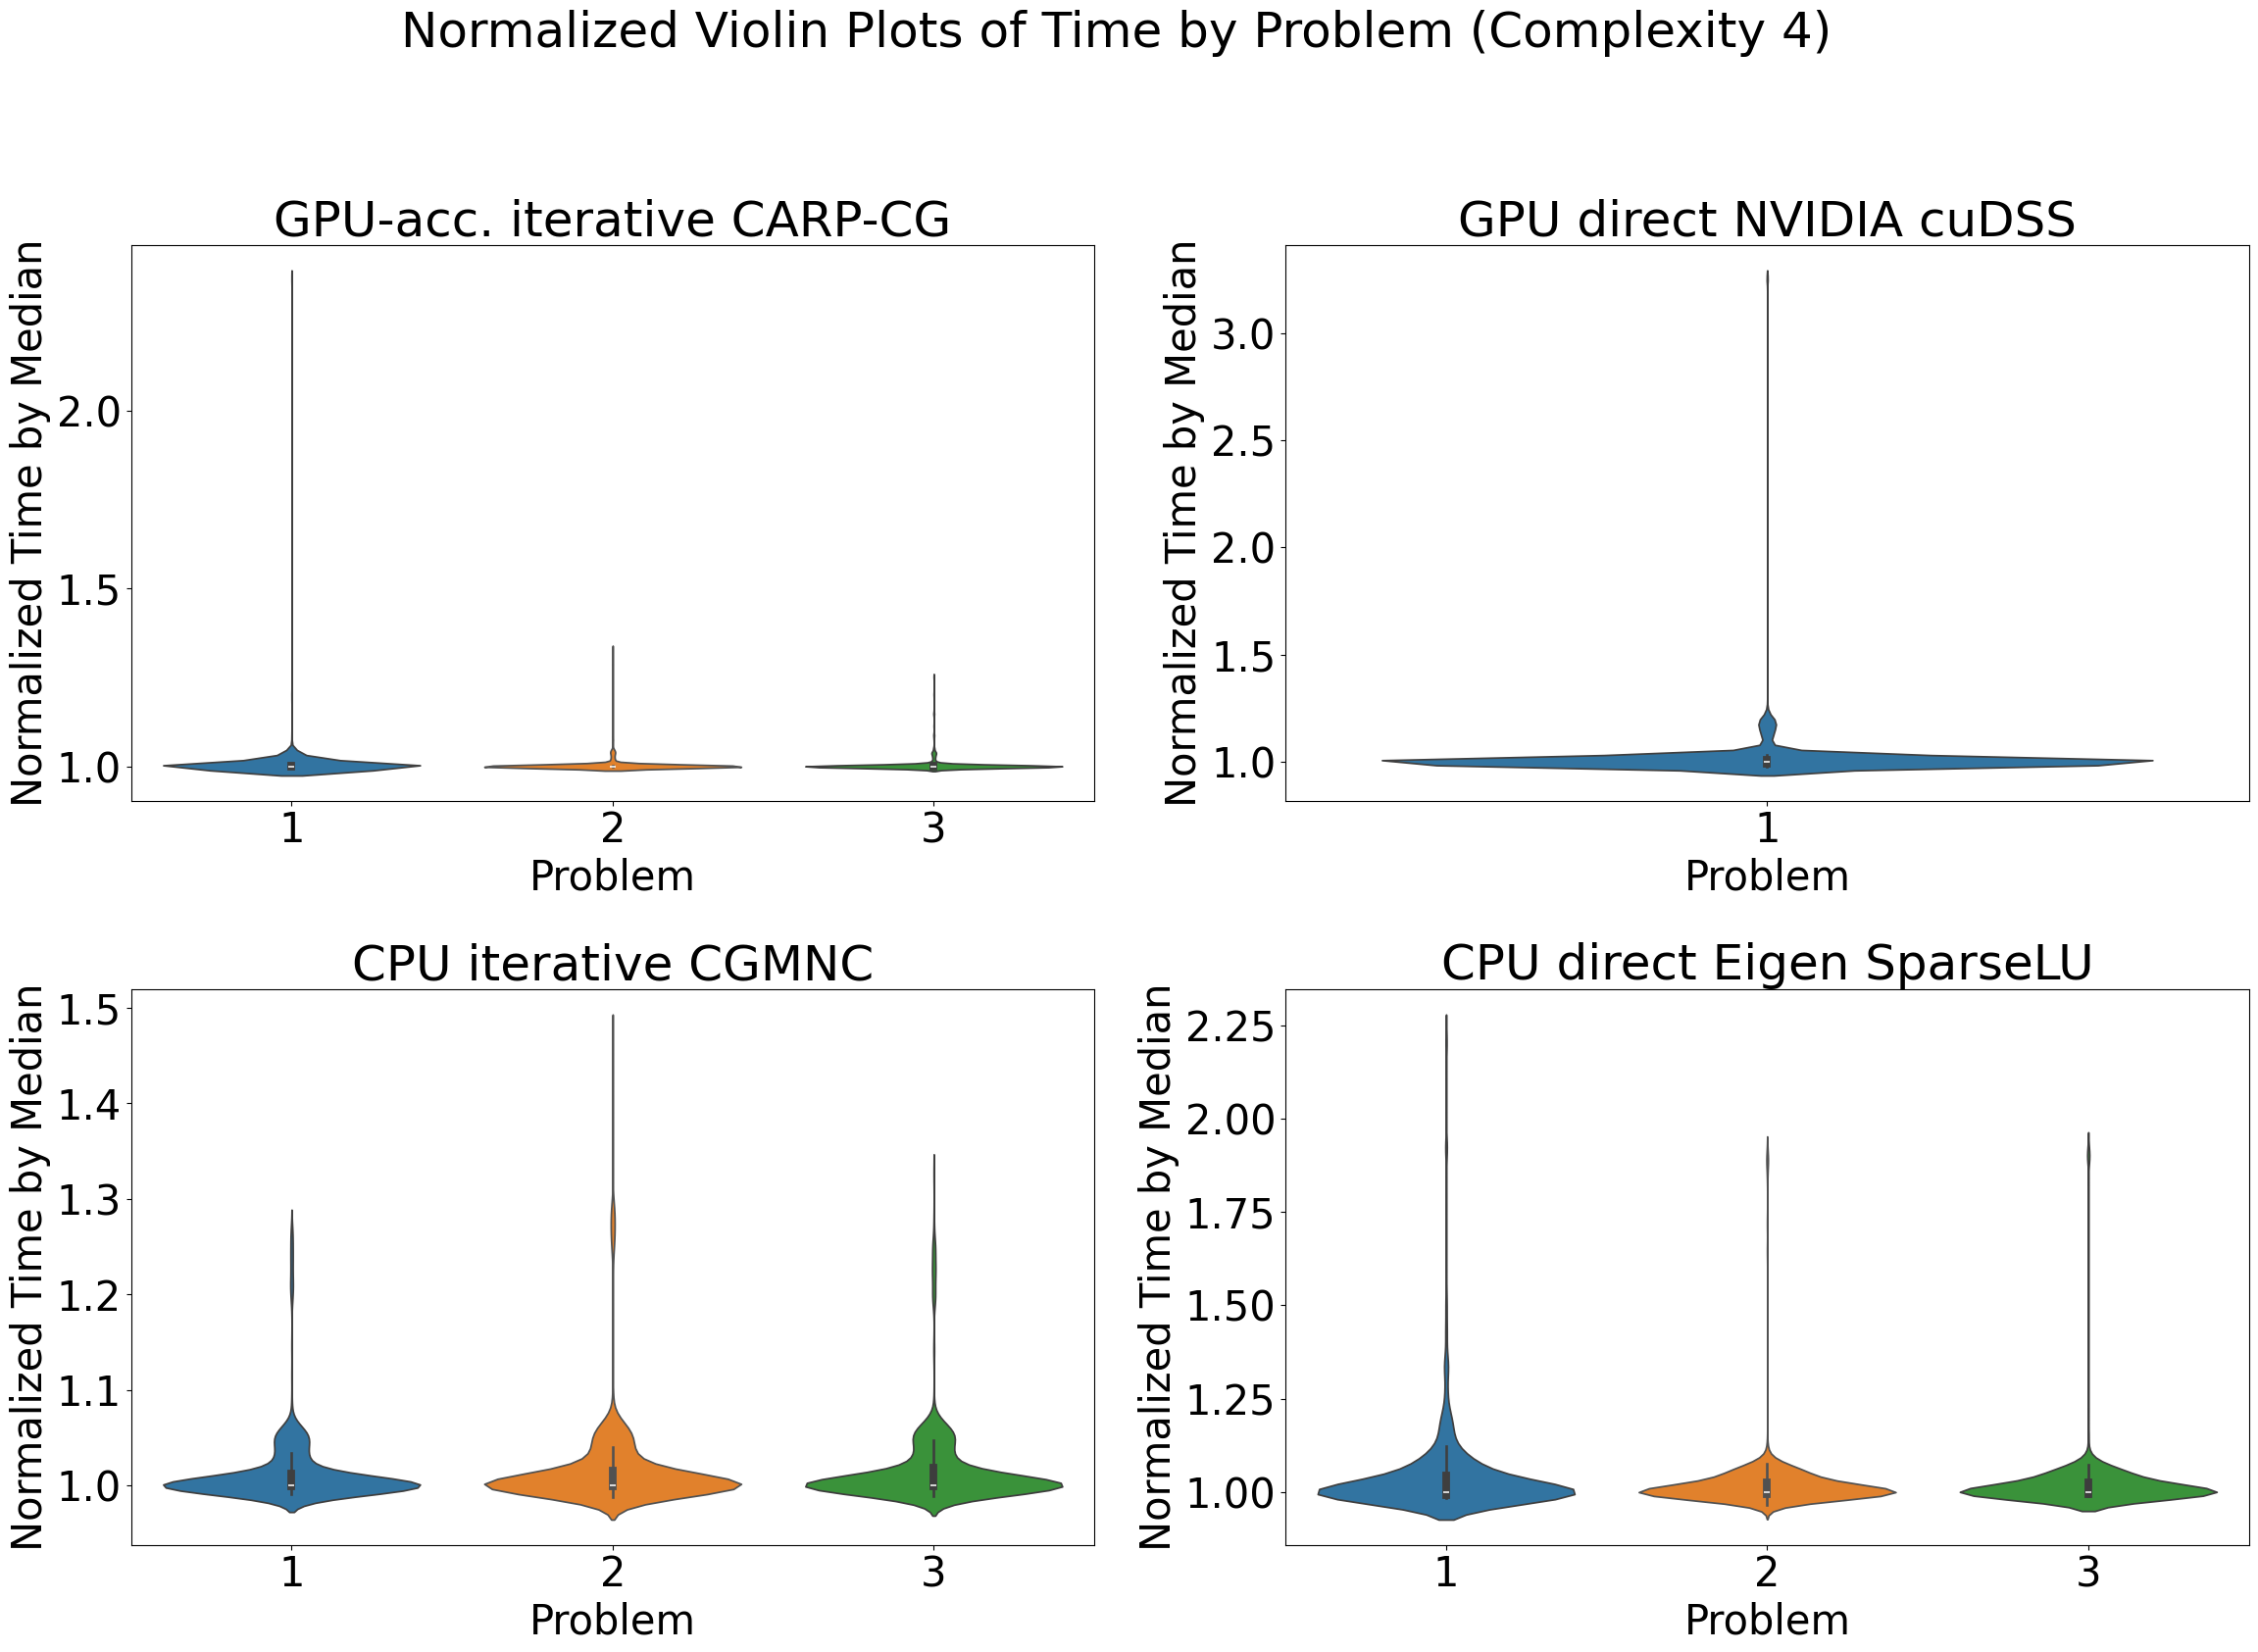 Normalized Violin Plots of Time by Problem (Complexity 4)
GPU-acc. iterative CARP-CG
Normalized Time by Median
2.0
1.5
1.0
1 2 3
Problem
GPU direct NVIDIA cuDSS
Normalized Time by Median
3.0
2.5
2.0
1.5
1.0
1
Problem
CPU iterative CGMNC
Normalized Time by Median
1.5
1.4
1.3
1.2
1.1
1.0
1 2 3
Problem
CPU direct Eigen SparseLU
Normalized Time by Median
2.25
2.00
1.75
1.50
1.25
1.00
1 2 3
Problem